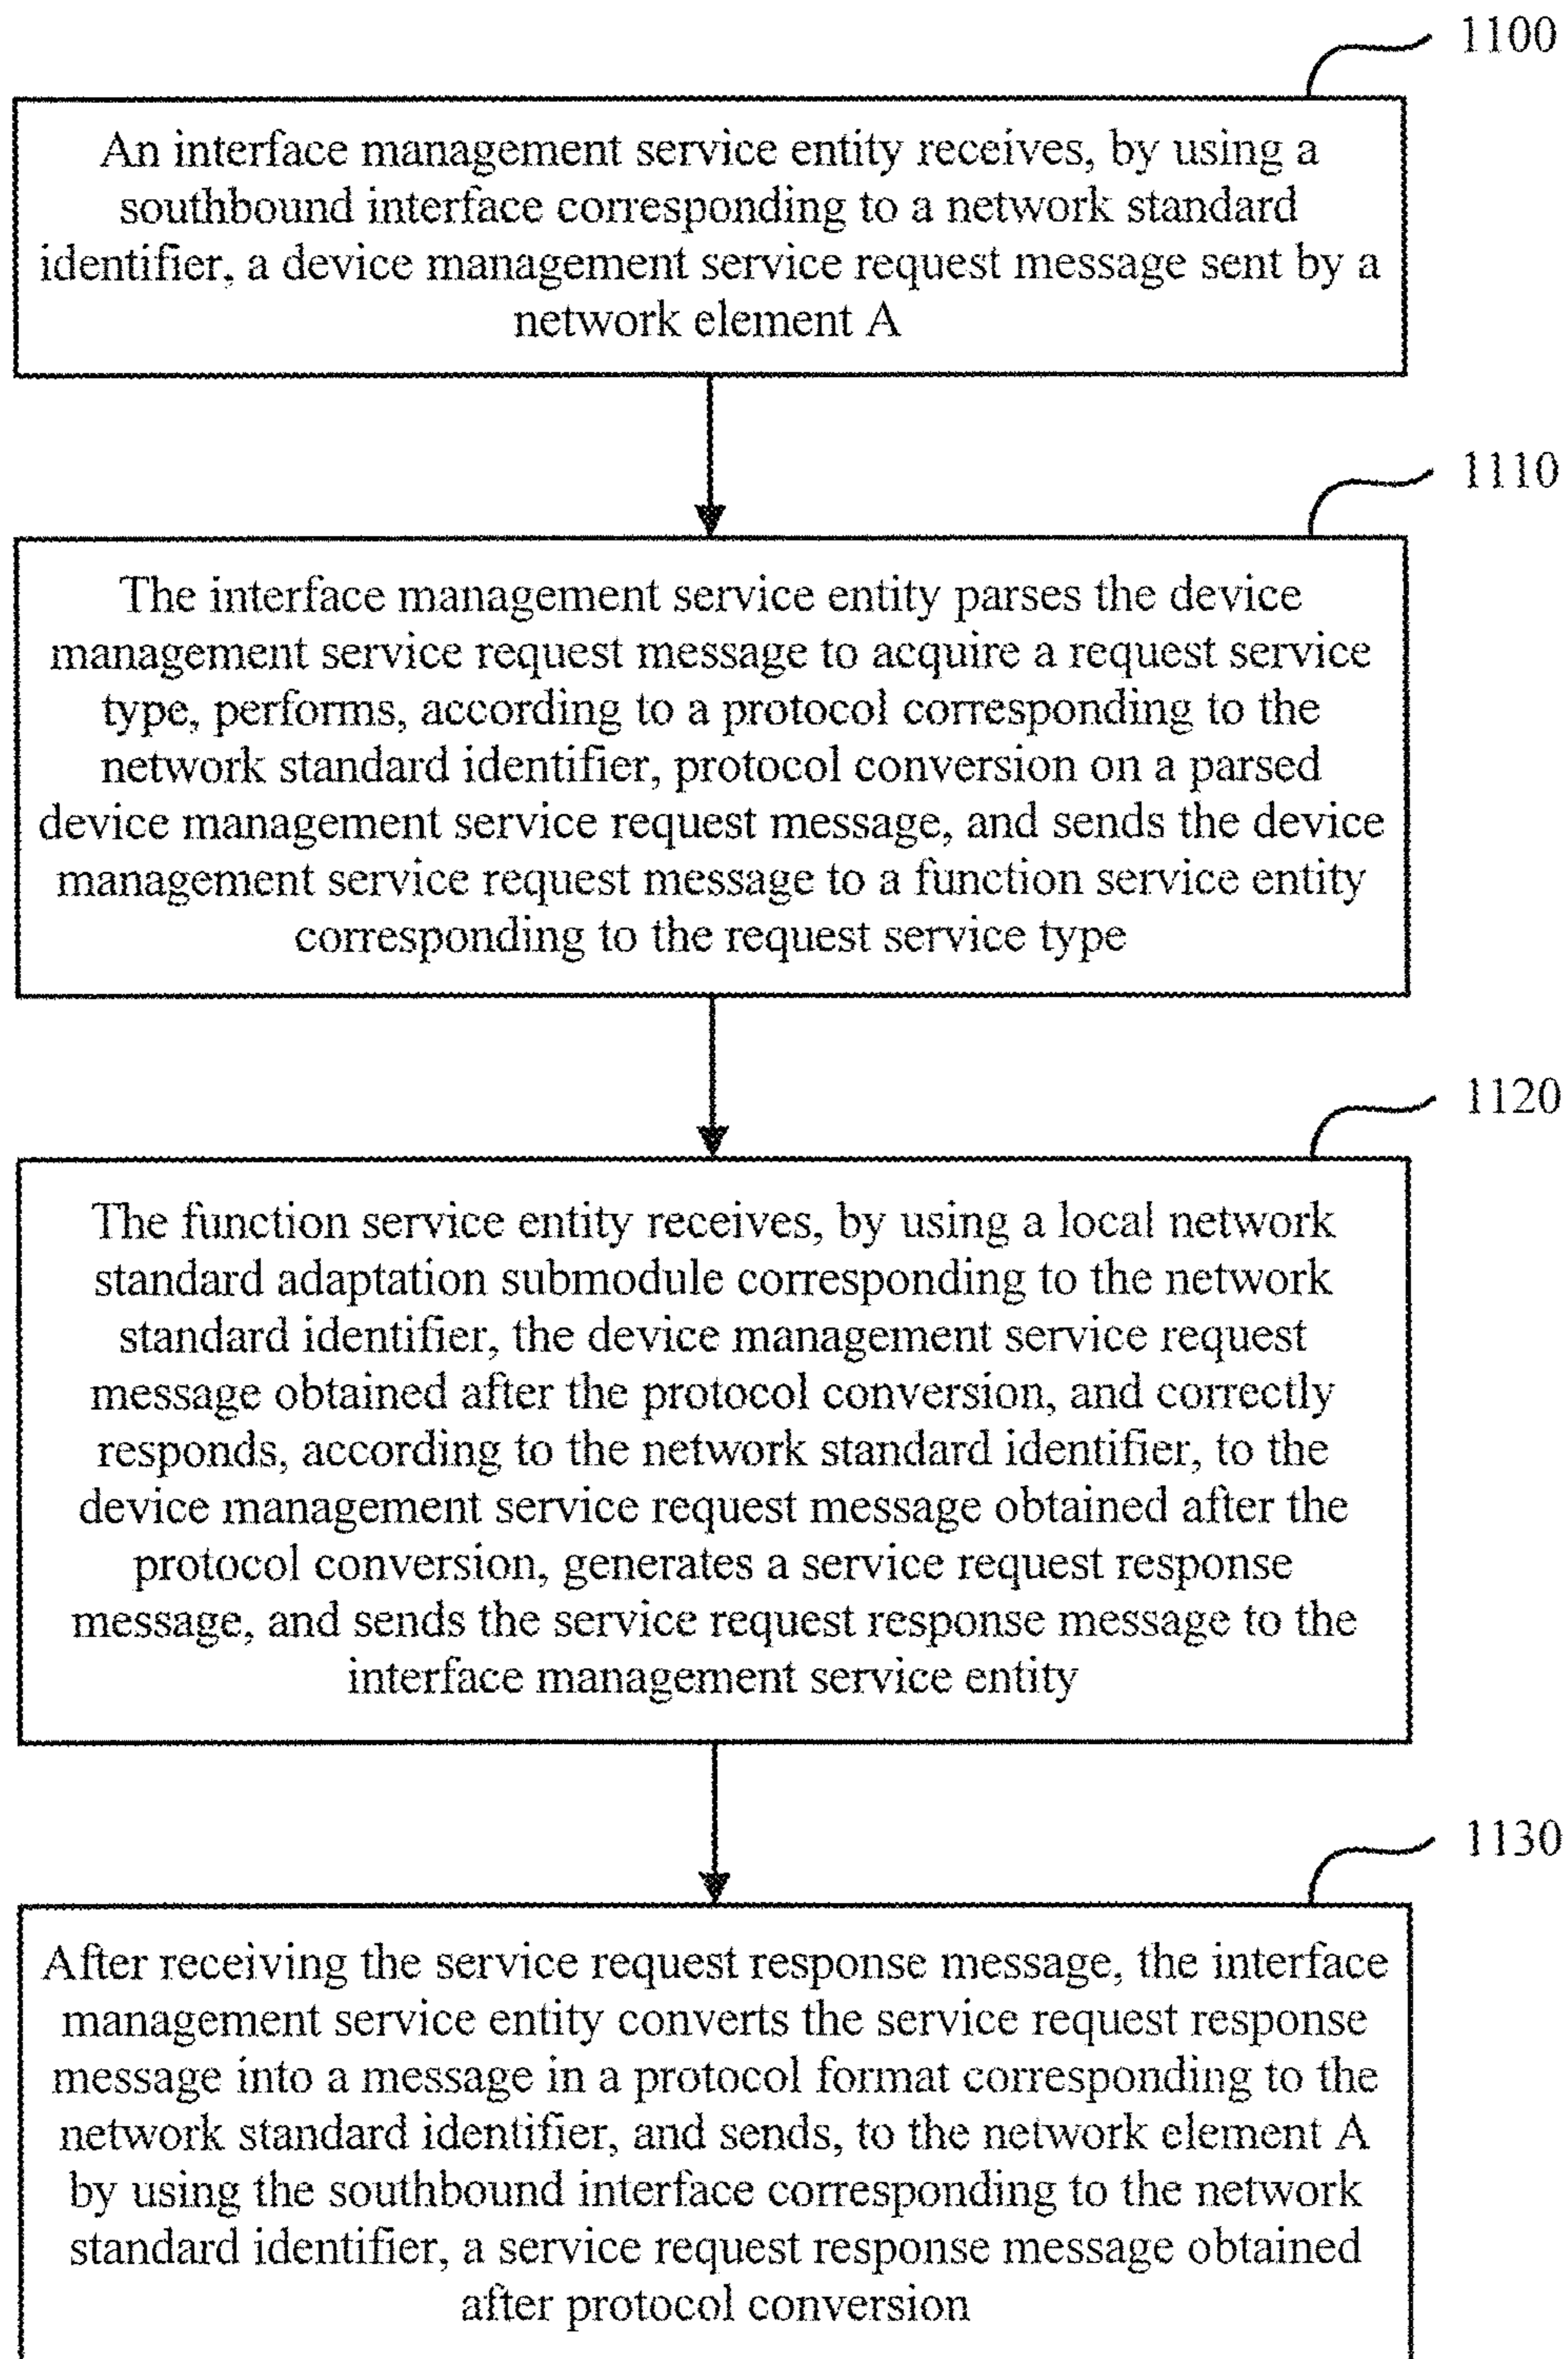 1100
An interface management service entity receives, by using a
southbound interface corresponding to a network standard
identifier, a device management service request message sent by a
network element A
1110
The interface management service entity parses the device
management service request message to acquire a request service
type, performs, according to a protocol corresponding to the
network standard identifier, protocol conversion on a parsed
device management service request message, and sends the device
management service request message to a function service entity
corresponding to the request service type
1120
The function service entity receives, by using a local network
standard adaptation submodule corresponding to the network
standard identifier, the device management service request
message obtained after the protocol conversion, and correctly
responds, according to the network standard identifier, to the
device management service request message obtained after the
protocol conversion, generates a service request response
message, and sends the service request response message to the
interface management service entity
1130
After receiving the service request response message, the interface
management service entity converts the service request response
message into a message in a protocol format corresponding to the
network standard identifier, and sends, to the network element A
by using the southbound interface corresponding to the network
standard identifier, a service request response message obtained
after protocol conversion